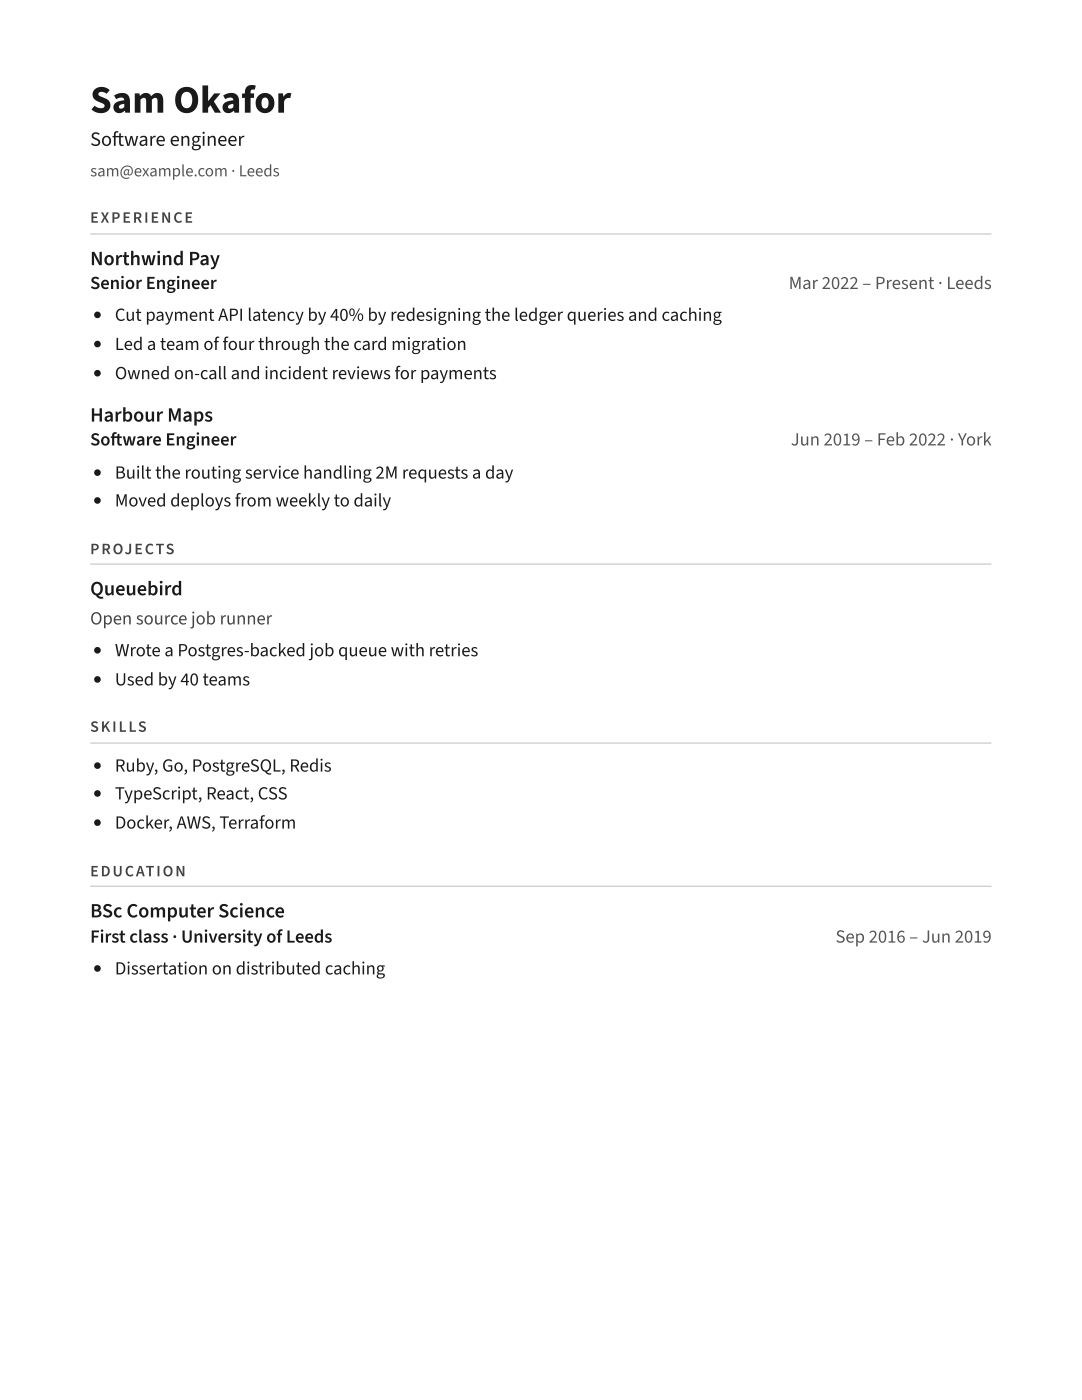 Sam Okafor
Software engineer
sam@example.com · Leeds
EXPERIENCE
Northwind Pay
Senior Engineer Mar 2022 – Present · Leeds
• Cut payment API latency by 40% by redesigning the ledger queries and caching
• Led a team of four through the card migration
• Owned on-call and incident reviews for payments
Harbour Maps
Software Engineer Jun 2019 – Feb 2022 · York
• Built the routing service handling 2M requests a day
• Moved deploys from weekly to daily
PROJECTS
Queuebird
Open source job runner
• Wrote a Postgres-backed job queue with retries
• Used by 40 teams
SKILLS
• Ruby, Go, PostgreSQL, Redis
• TypeScript, React, CSS
• Docker, AWS, Terraform
EDUCATION
BSc Computer Science
First class · University of Leeds Sep 2016 – Jun 2019
• Dissertation on distributed caching